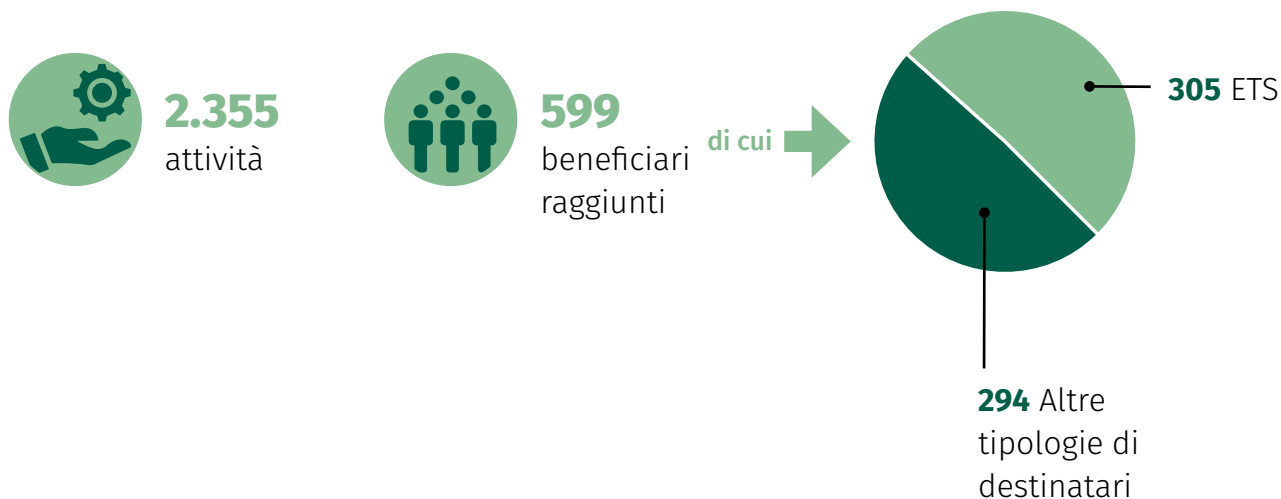 2.355
attività
599
beneficiari
raggiunti
di cui
305 ETS
294 Altre
tipologie di
destinatari